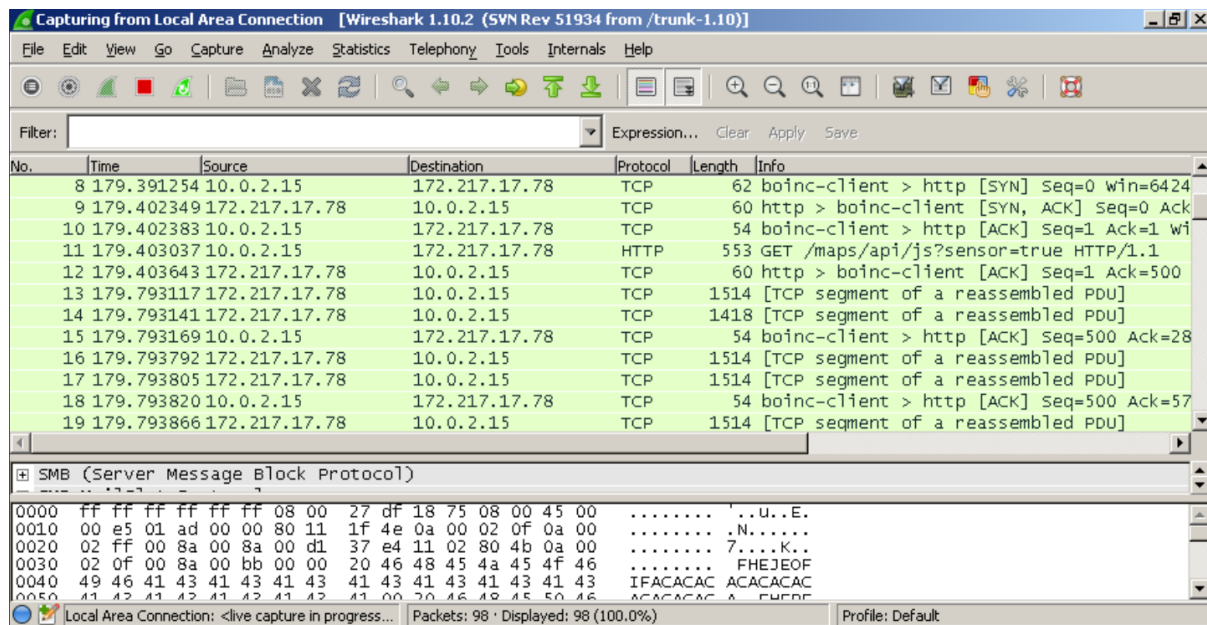 Capturing from Local Area Connection [Wireshark 1.10.2 (SVN Rev 51934 from /trunk-1.10)]
File Edit View Go Capture Analyze Statistics Telephony Tools Internals Help
Filter: Expression... Clear Apply Save
No. Time Source Destination Protocol Length Info
8 179.391254 10.0.2.15 172.217.17.78 TCP 62 boinc-client > http [SYN] Seq=0 Win=6424
9 179.402349 172.217.17.78 10.0.2.15 TCP 60 http > boinc-client [SYN, ACK] Seq=0 Ack
10 179.402383 10.0.2.15 172.217.17.78 TCP 54 boinc-client > http [ACK] Seq=1 Ack=1 Wi
11 179.403037 10.0.2.15 172.217.17.78 HTTP 553 GET /maps/api/js?sensor=true HTTP/1.1
12 179.403643 172.217.17.78 10.0.2.15 TCP 60 http > boinc-client [ACK] Seq=1 Ack=500
13 179.793117 172.217.17.78 10.0.2.15 TCP 1514 [TCP segment of a reassembled PDU]
14 179.793141 172.217.17.78 10.0.2.15 TCP 1418 [TCP segment of a reassembled PDU]
15 179.793169 10.0.2.15 172.217.17.78 TCP 54 boinc-client > http [ACK] Seq=500 Ack=28
16 179.793792 172.217.17.78 10.0.2.15 TCP 1514 [TCP segment of a reassembled PDU]
17 179.793805 172.217.17.78 10.0.2.15 TCP 1514 [TCP segment of a reassembled PDU]
18 179.793820 10.0.2.15 172.217.17.78 TCP 54 boinc-client > http [ACK] Seq=500 Ack=57
19 179.793866 172.217.17.78 10.0.2.15 TCP 1514 [TCP segment of a reassembled PDU]
SMB (Server Message Block Protocol)
0000 ff ff ff ff ff ff 08 00 27 df 18 75 08 00 45 00 ........ '..u..E.
0010 00 e5 01 ad 00 00 80 11 1f 4e 0a 00 02 0f 0a 00 ........ .N......
0020 02 ff 00 8a 00 8a 00 d1 37 e4 11 02 80 4b 0a 00 ........ 7....K..
0030 02 0f 00 8a 00 bb 00 00 20 46 48 45 4a 45 4f 46 ........ FHEJEOF
0040 49 46 41 43 41 43 41 43 41 43 41 43 41 43 41 43 IFACACAC ACACACAC
Local Area Connection: <live capture in progress... Packets: 98 · Displayed: 98 (100.0%) Profile: Default